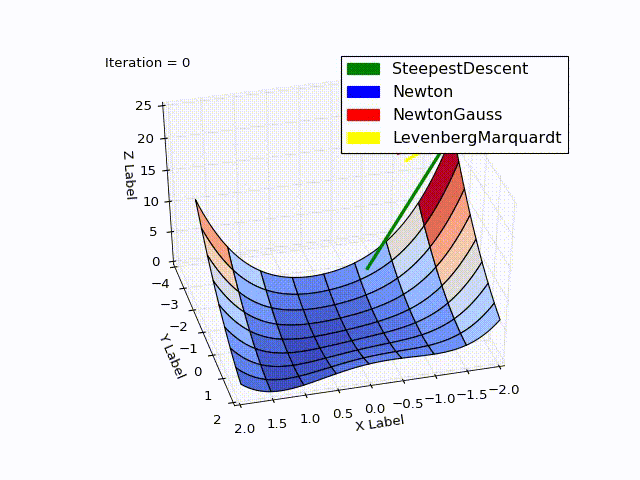 Iteration = 0
SteepestDescent
Newton
NewtonGauss
LevenbergMarquardt
25
20
15
10
5
0
Z Label
−4
−3
−2
−1
0
1
2
Y Label
2.0 1.5 1.0 0.5 0.0 −0.5 −1.0 −1.5 −2.0
X Label